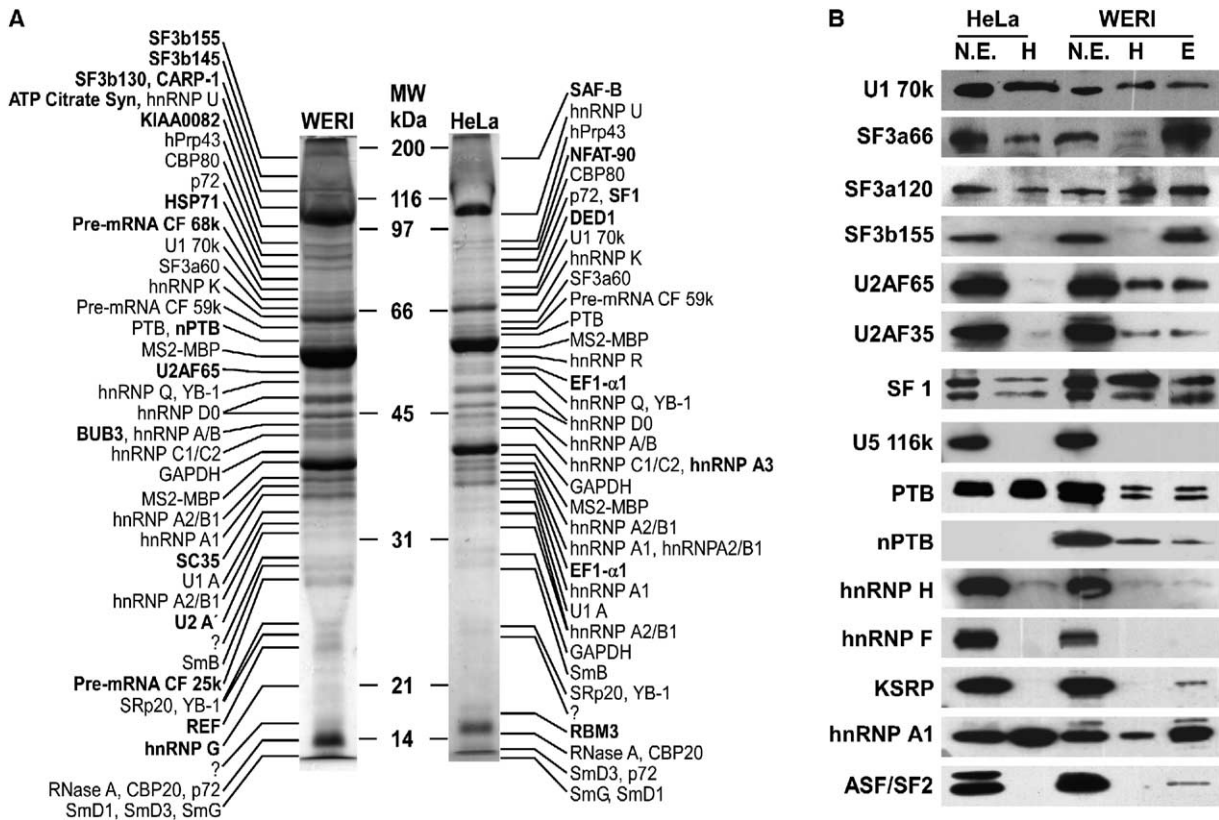 A
SF3b155
SF3b145
SF3b130, CARP-1
ATP Citrate Syn, hnRNP U
KIAA0082
hPrp43
CBP80
p72
HSP71
Pre-mRNA CF 68k
U1 70k
SF3a60
hnRNP K
Pre-mRNA CF 59k
PTB, nPTB
MS2-MBP
U2AF65
hnRNP Q, YB-1
hnRNP D0
BUB3, hnRNP A/B
hnRNP C1/C2
GAPDH
MS2-MBP
hnRNP A2/B1
hnRNP A1
SC35
U1 A
hnRNP A2/B1
U2 A´
?
SmB
Pre-mRNA CF 25k
SRp20, YB-1
REF
hnRNP G
?
RNase A, CBP20, p72
SmD1, SmD3, SmG
WERI
MW
kDa
HeLa
200
116
97
66
45
31
21
14
SAF-B
hnRNP U
hPrp43
NFAT-90
CBP80
p72, SF1
DED1
U1 70k
hnRNP K
SF3a60
Pre-mRNA CF 59k
PTB
MS2-MBP
hnRNP R
EF1-α1
hnRNP Q, YB-1
hnRNP D0
hnRNP A/B
hnRNP C1/C2, hnRNP A3
GAPDH
MS2-MBP
hnRNP A2/B1
hnRNP A1, hnRNPA2/B1
EF1-α1
hnRNP A1
U1 A
hnRNP A2/B1
GAPDH
SmB
SRp20, YB-1
?
RBM3
RNase A, CBP20
SmD3, p72
SmG, SmD1
B
HeLa WERI
N.E. H N.E. H E
U1 70k
SF3a66
SF3a120
SF3b155
U2AF65
U2AF35
SF 1
U5 116k
PTB
nPTB
hnRNP H
hnRNP F
KSRP
hnRNP A1
ASF/SF2